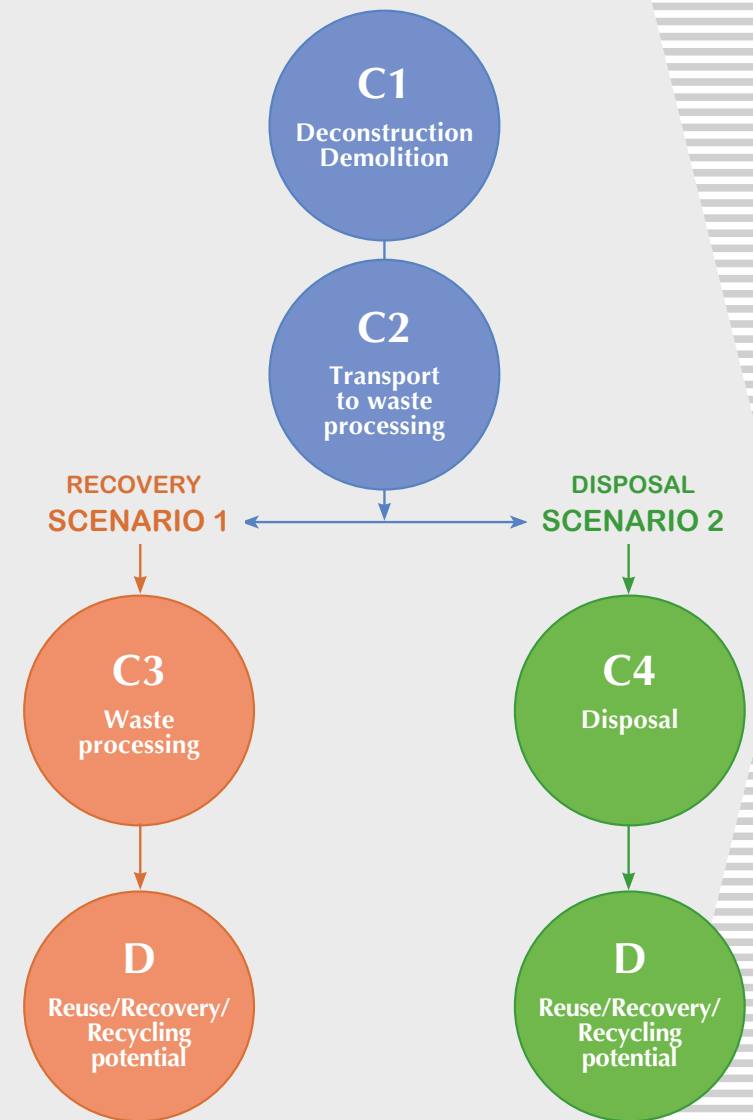 C1
Deconstruction
Demolition
C2
Transport
to waste
processing
RECOVERY
SCENARIO 1
DISPOSAL
SCENARIO 2
C3
Waste
processing
C4
Disposal
D
Reuse/Recovery/
Recycling
potential
D
Reuse/Recovery/
Recycling
potential